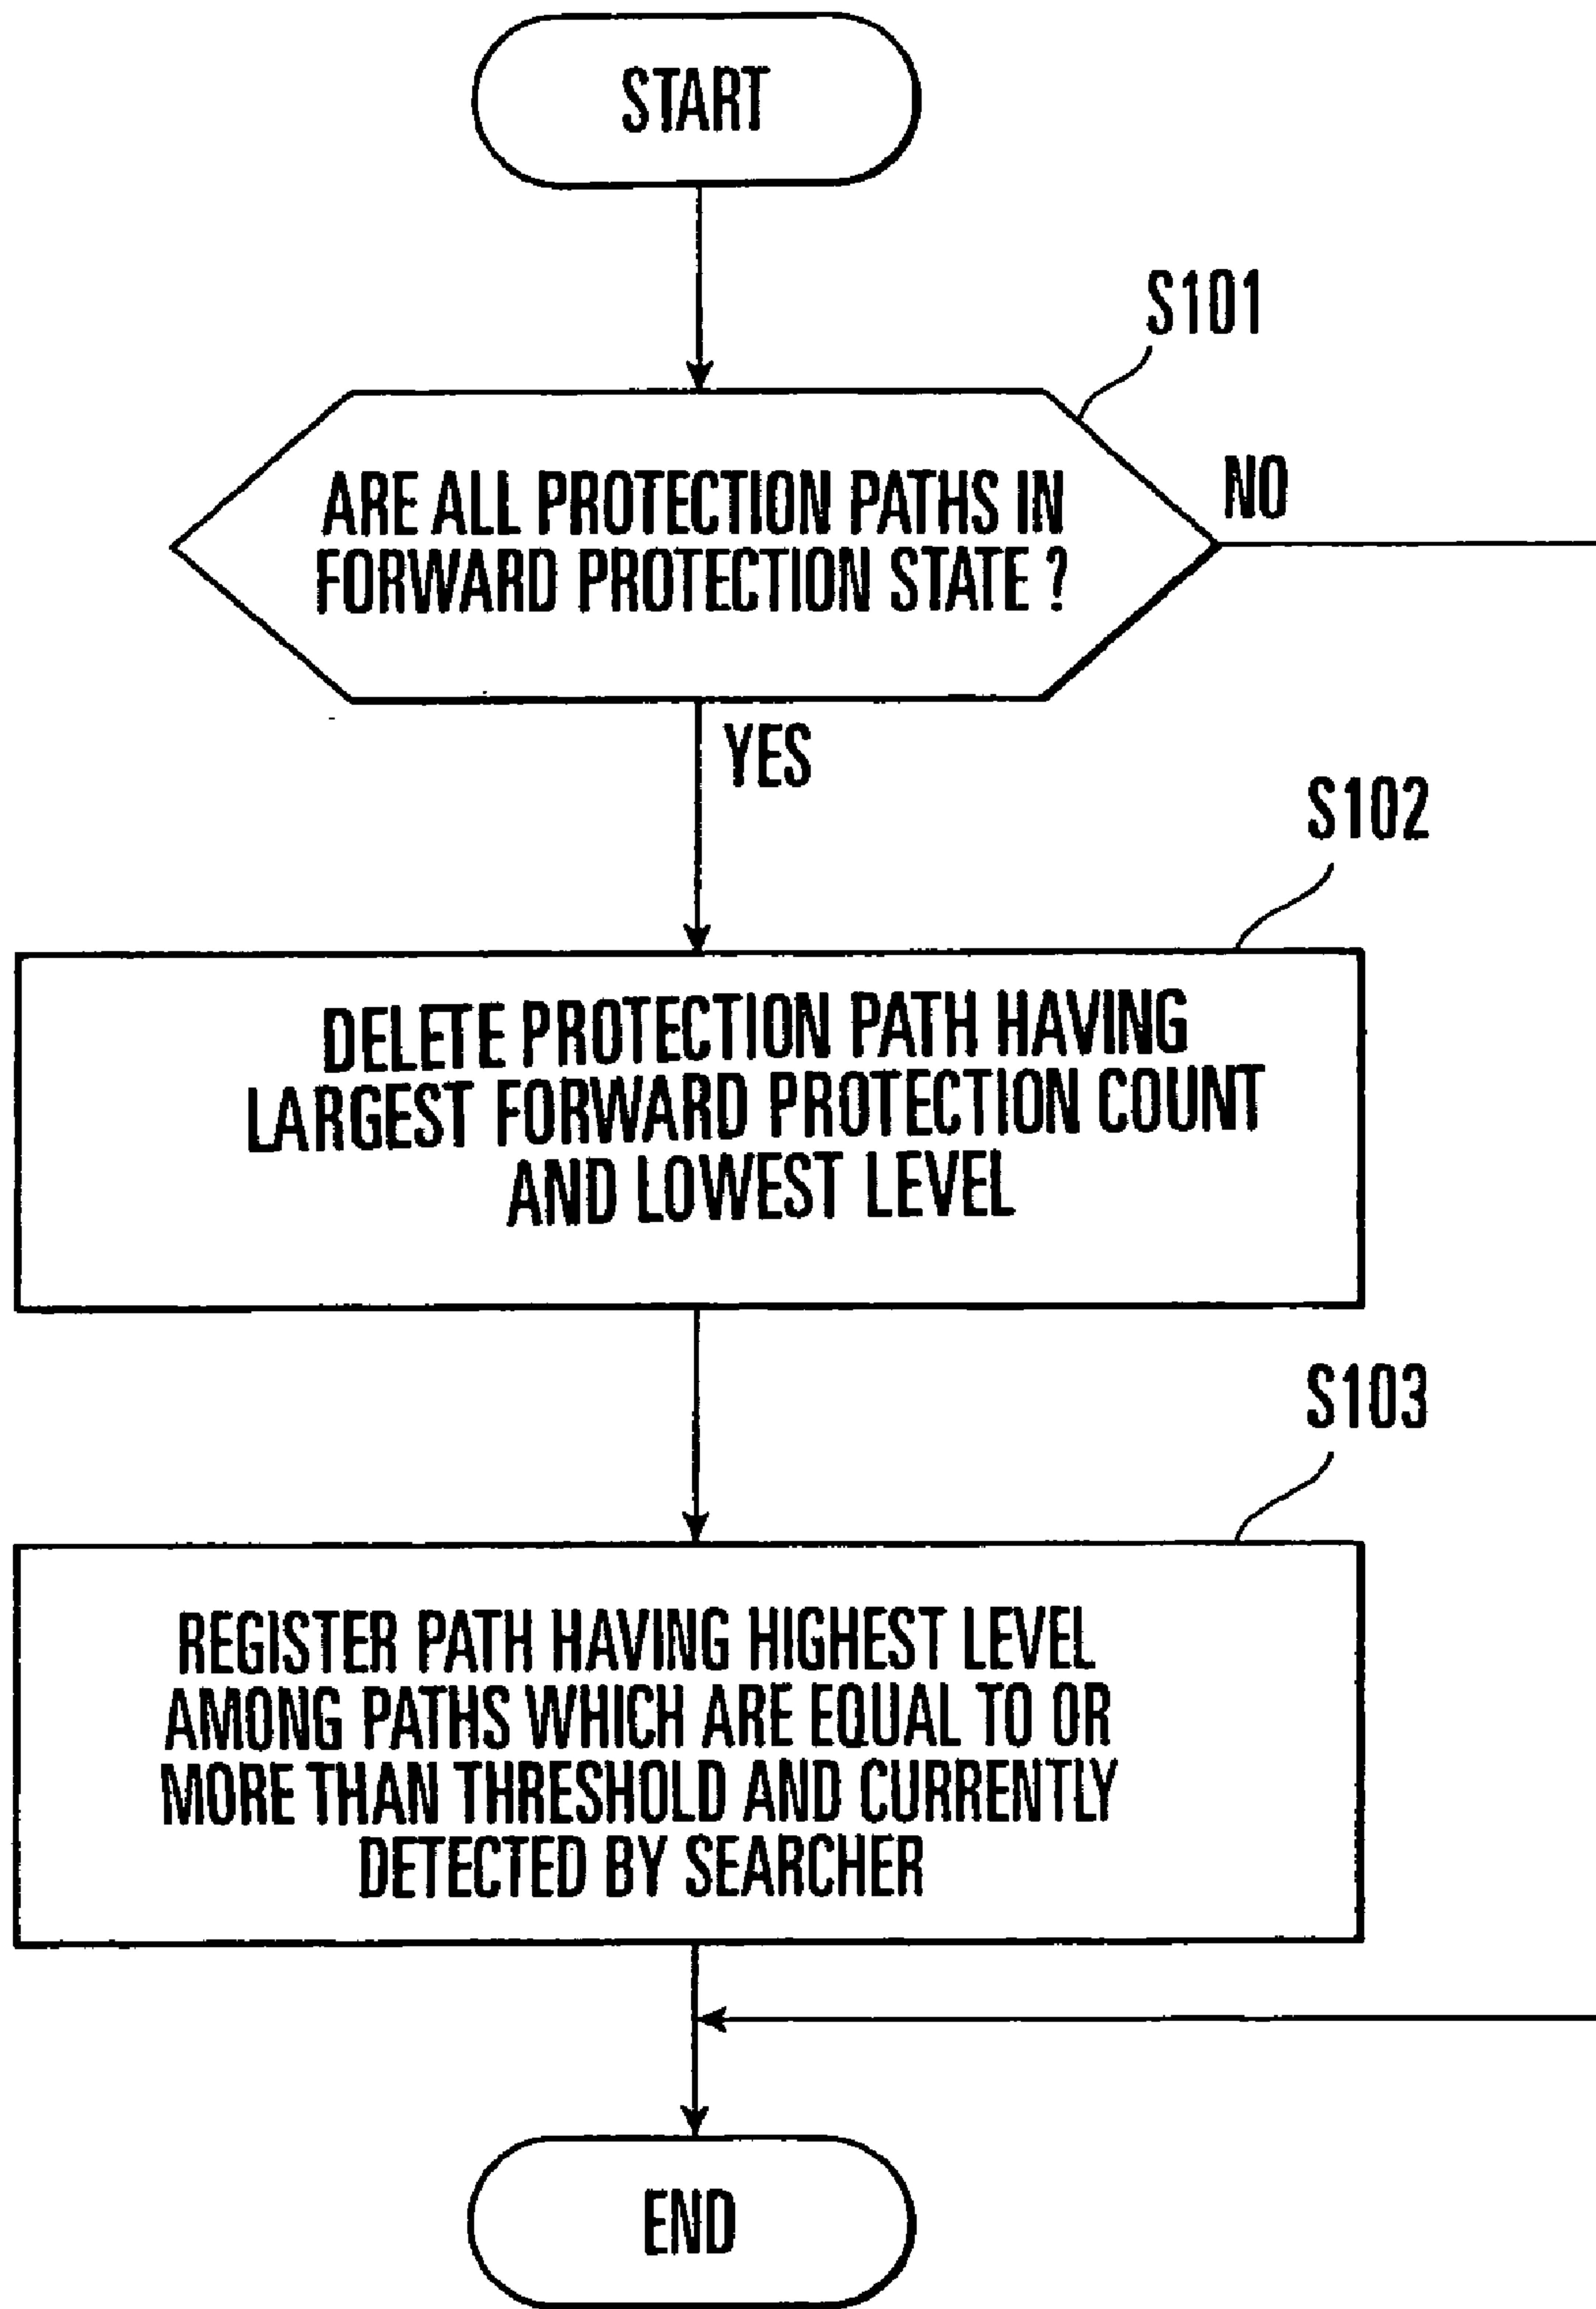 START
S101
ARE ALL PROTECTION PATHS IN
FORWARD PROTECTION STATE ?
NO
YES
S102
DELETE PROTECTION PATH HAVING
LARGEST FORWARD PROTECTION COUNT
AND LOWEST LEVEL
S103
REGISTER PATH HAVING HIGHEST LEVEL
AMONG PATHS WHICH ARE EQUAL TO OR
MORE THAN THRESHOLD AND CURRENTLY
DETECTED BY SEARCHER
END